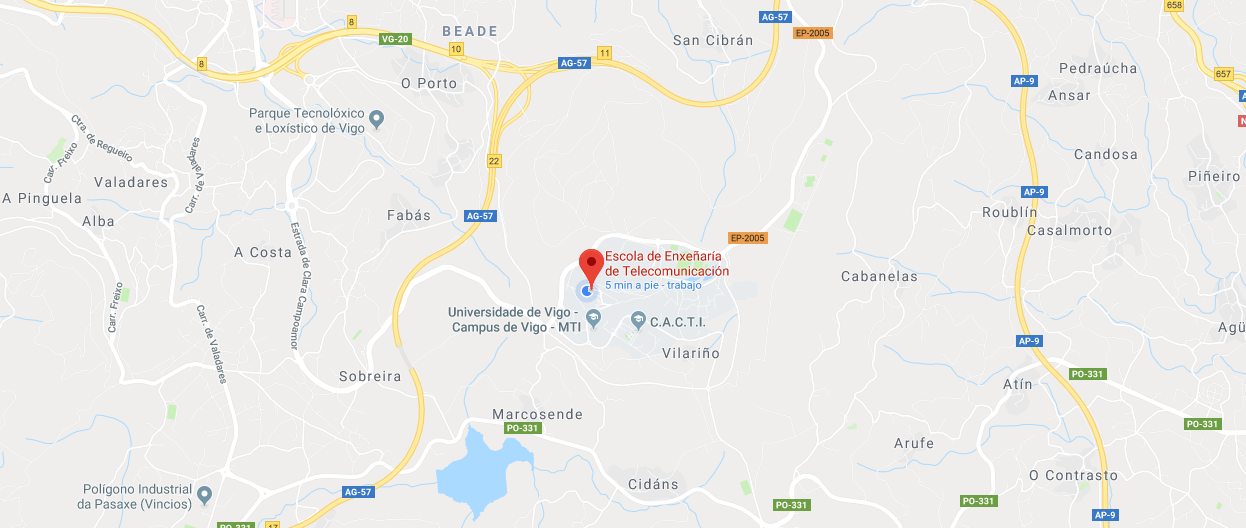 658
AG-57
8
BEADE
EP-2005
VG-20
San Cibrán
10
11
8
AG-57
Pedraúcha
657
O Porto
AP-9
Ansar
Parque Tecnolóxico
e Loxístico de Vigo
Ctra. de Regueiro
Carr. Freixo
Carr. de Valadares
22
Candosa
Valadares
Piñeiro
A Pinguela
AP-9
Alba
Fabás
AG-57
Roublín
Casalmorto
EP-2005
A Costa
Estrada de Clara Campoamor
Escola de Enxeñaría
de Telecomunicación
5 min a pie - trabajo
Cabanelas
Carr. Freixo
Universidade de Vigo -
Campus de Vigo - MTI
C.A.C.T.I.
Carr. de Valadares
AP-9
Vilariño
Sobreira
PO-331
Atín
Marcosende
PO-331
PO-331
Arufe
O Contrasto
Cidáns
Polígono Industrial
da Pasaxe (Vincios)
AG-57
PO-331
PO-331
AP-9
PO-331
17